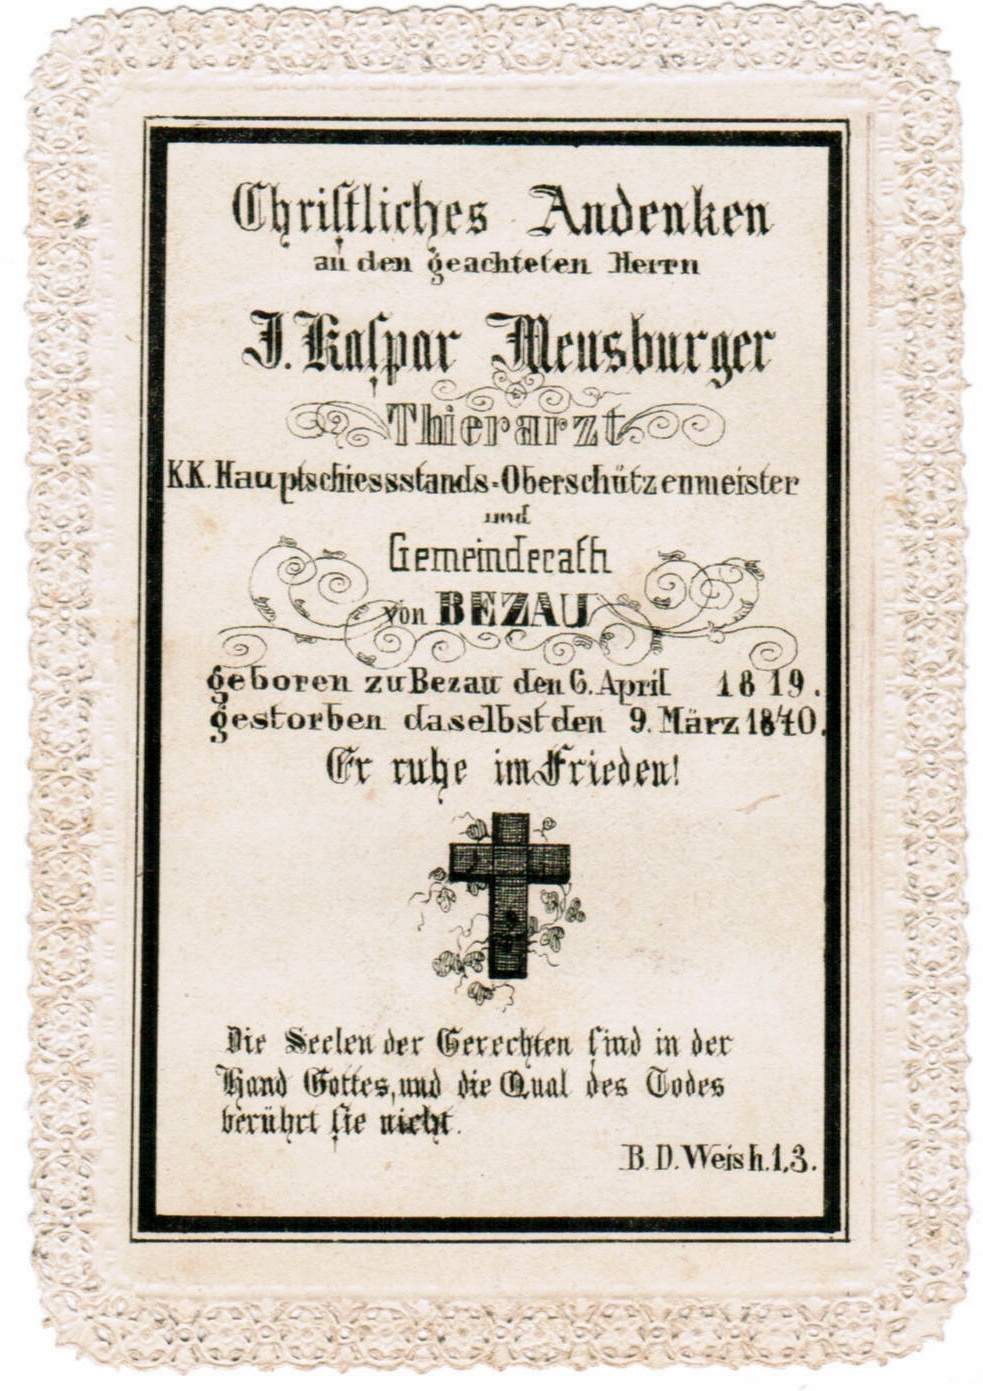 Christliches Andenken
an den geachteten Herrn
J. Kaspar Meusburger
Thierarzt
KK. Hauptschiessstands-Oberschützenmeister
und
Gemeinderath
von BEZAU
geboren zu Bezau den 6. April 1819.
gestorben daselbst den 9. März 1870.
Er ruhe im Frieden!
Die Seelen der Gerechten sind in der
Hand Gottes, und die Qual des Todes
berührt sie nicht.
B. D. Weish. 1,3.